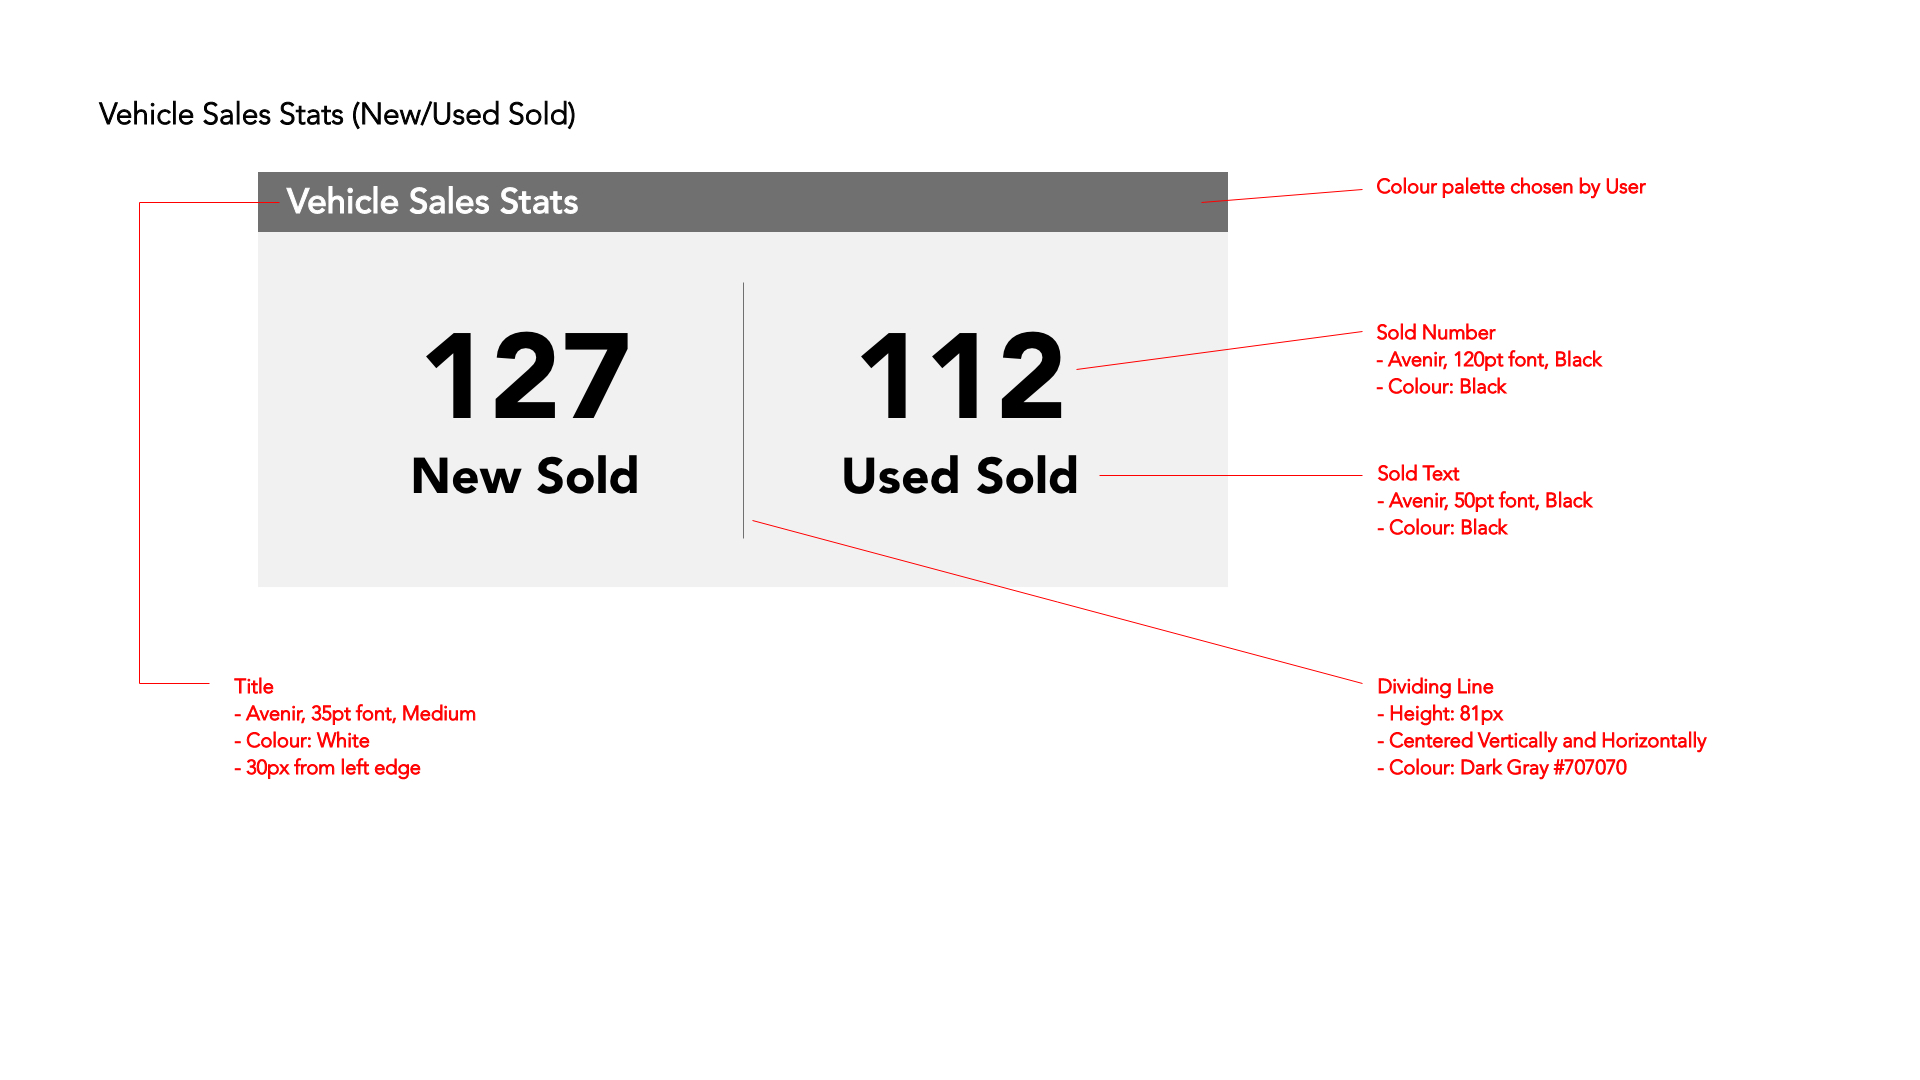 Vehicle Sales Stats (New/Used Sold)
Vehicle Sales Stats
Colour palette chosen by User
127
112
New Sold
Used Sold
Sold Number
- Avenir, 120pt font, Black
- Colour: Black
Sold Text
- Avenir, 50pt font, Black
- Colour: Black
Title
- Avenir, 35pt font, Medium
- Colour: White
- 30px from left edge
Dividing Line
- Height: 81px
- Centered Vertically and Horizontally
- Colour: Dark Gray #707070